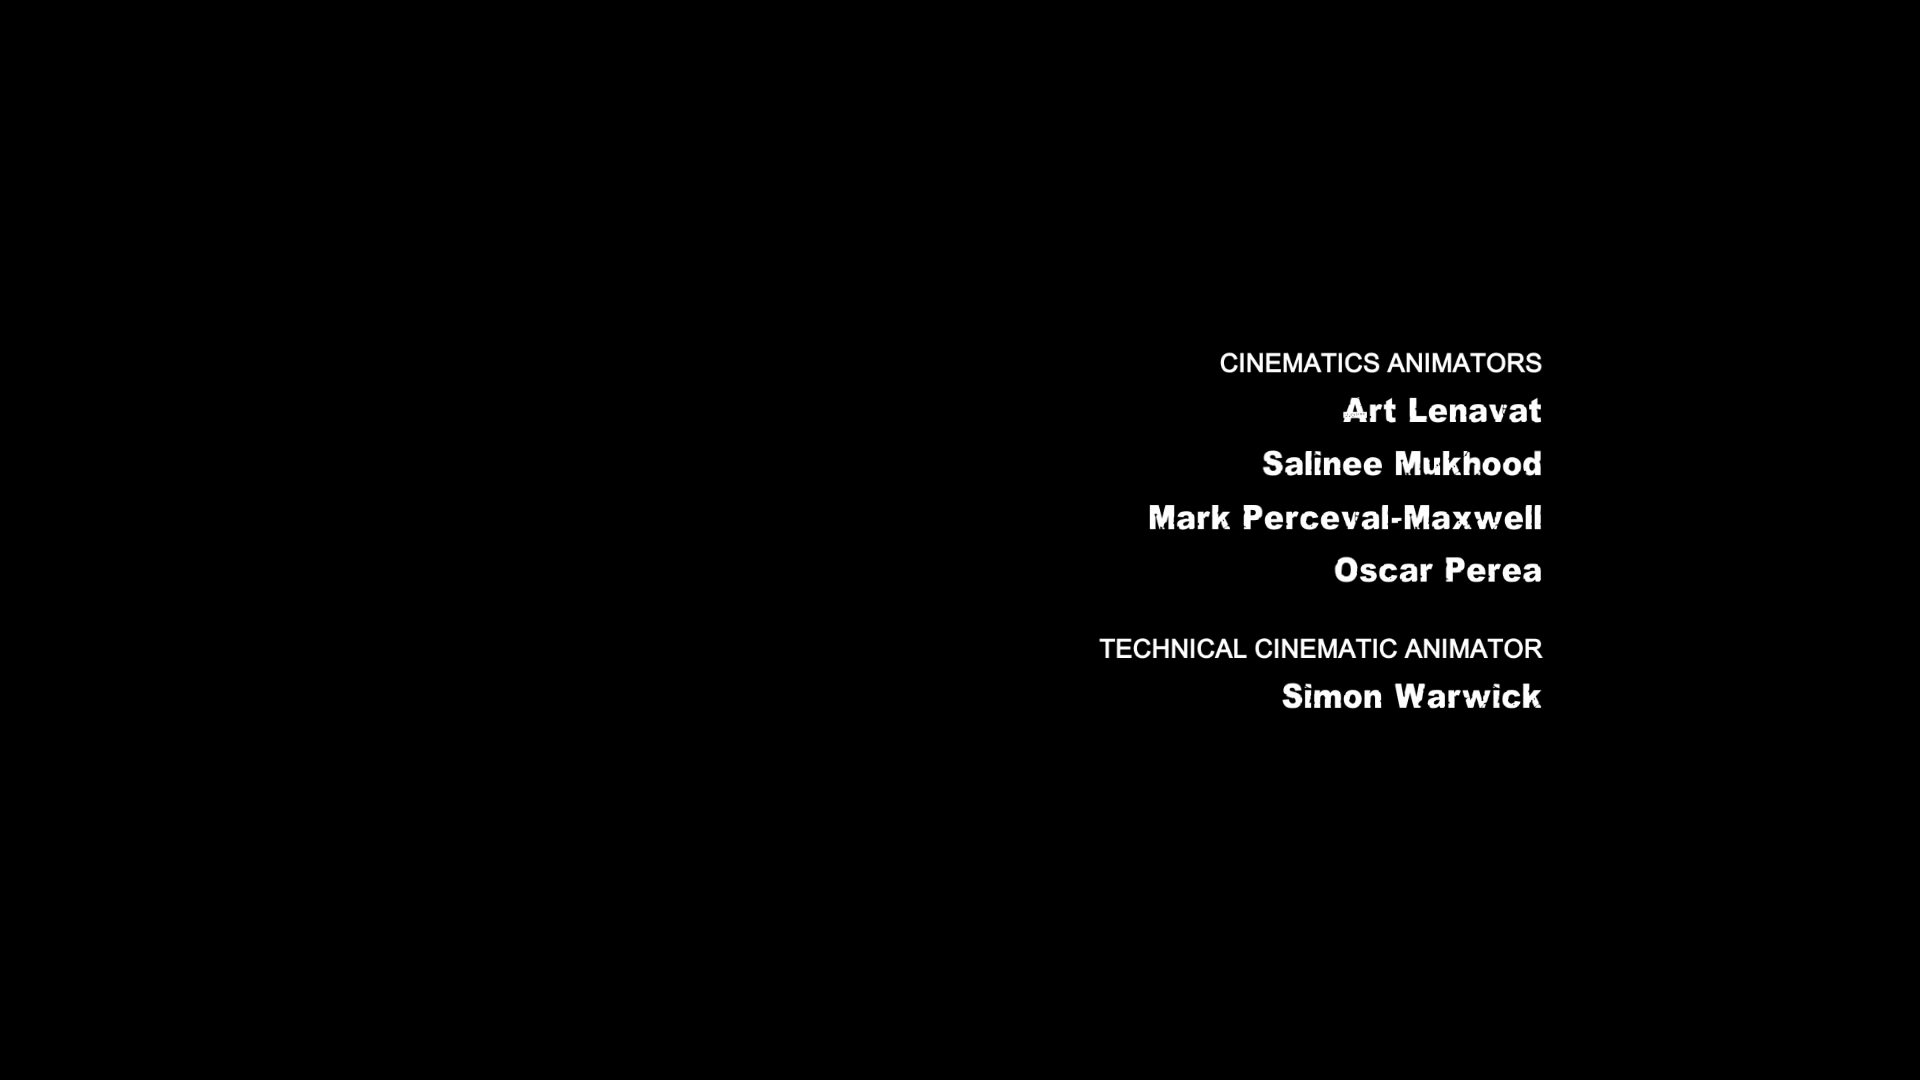 CINEMATICS ANIMATORS
Art Lenavat
Salinee Mukhood
Mark Perceval-Maxwell
Oscar Perea
TECHNICAL CINEMATIC ANIMATOR
Simon Warwick